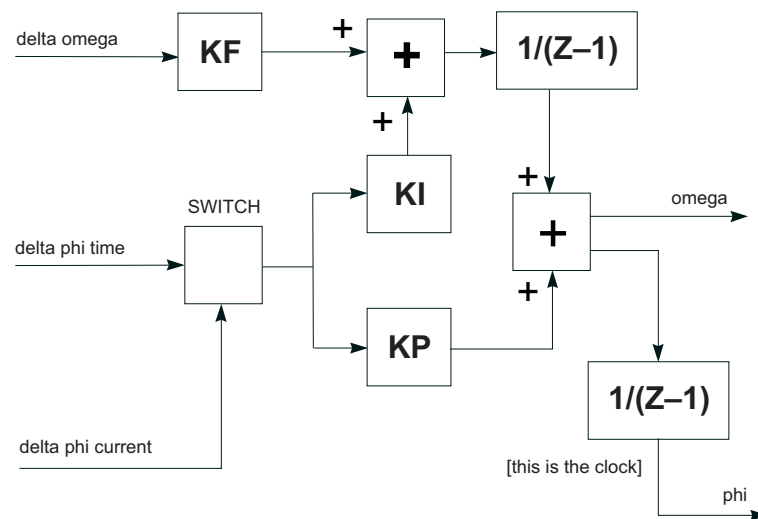 delta omega
KF
+
+
1/(Z–1)
+
KI
SWITCH
+
omega
delta phi time
+
+
KP
1/(Z–1)
delta phi current
[this is the clock]
phi